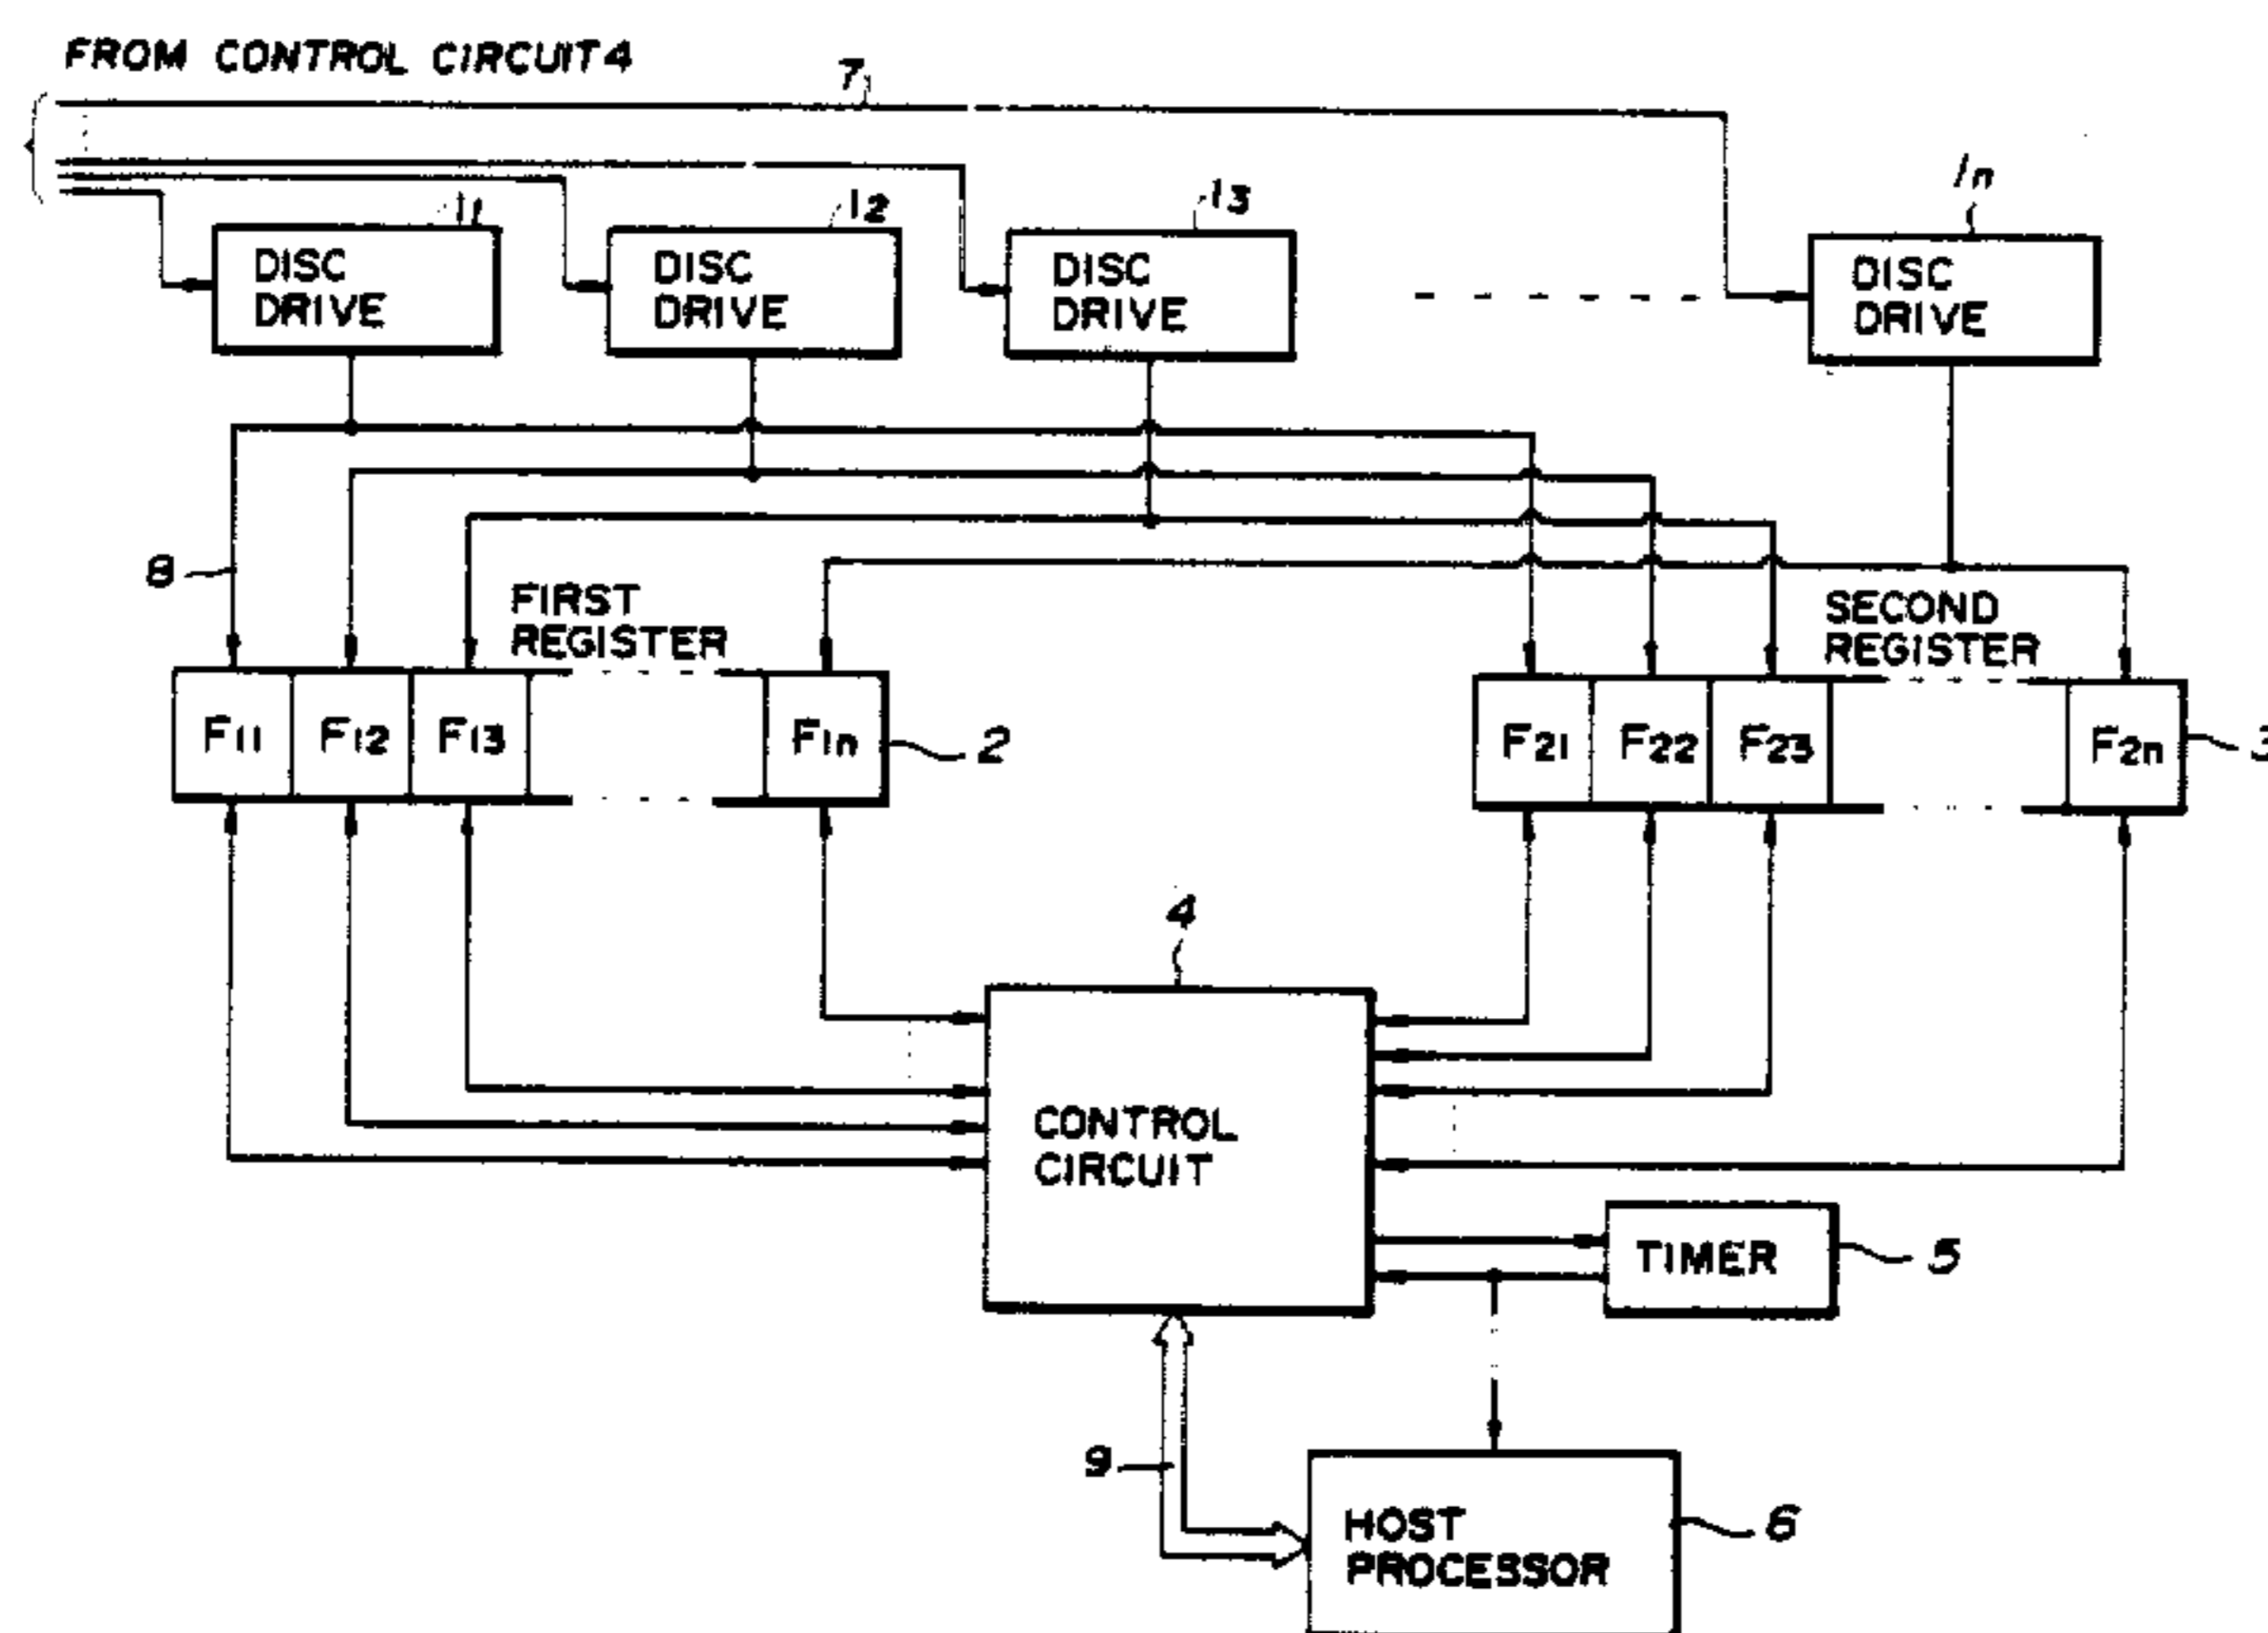 FROM CONTROL CIRCUIT 4
7
11
12
13
1n
DISC
DRIVE
DISC
DRIVE
DISC
DRIVE
DISC
DRIVE
8
FIRST
REGISTER
SECOND
REGISTER
F11
F12
F13
F1n
2
F21
F22
F23
F2n
3
4
CONTROL
CIRCUIT
TIMER
5
9
HOST
PROCESSOR
6